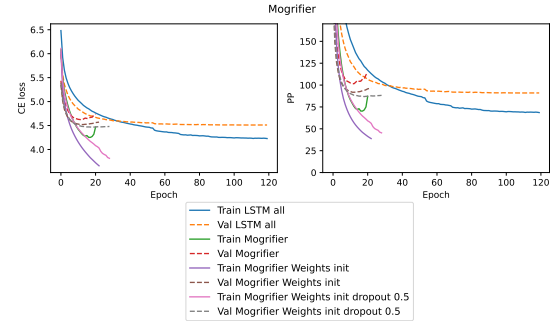 Mogrifier
6.5
6.0
5.5
5.0
4.5
4.0
CE loss
0 20 40 60 80 100 120
Epoch
150
125
100
75
50
25
0
PP
0 20 40 60 80 100 120
Epoch
Train LSTM all
Val LSTM all
Train Mogrifier
Val Mogrifier
Train Mogrifier Weights init
Val Mogrifier Weights init
Train Mogrifier Weights init dropout 0.5
Val Mogrifier Weights init dropout 0.5